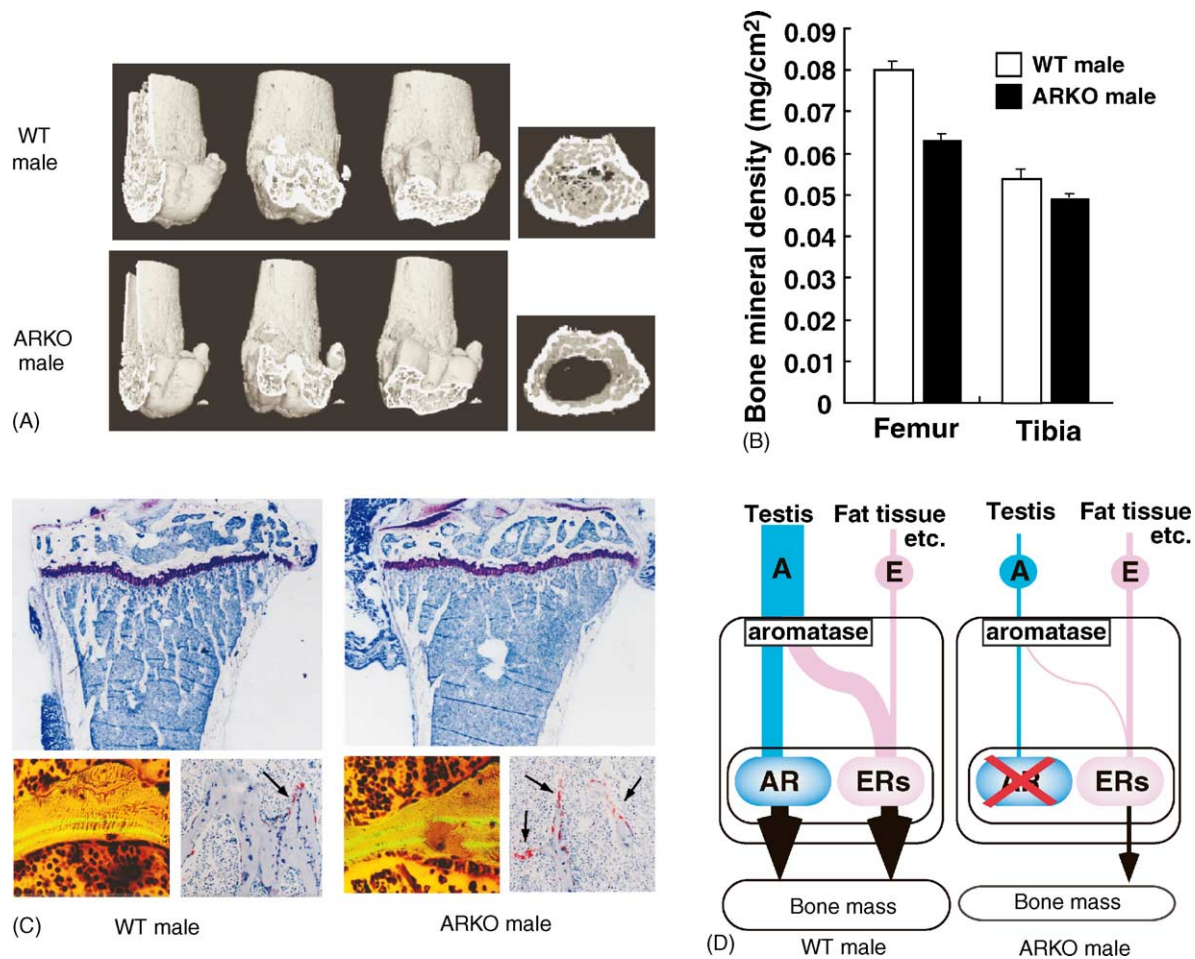 WT
male
ARKO
male
(A)
Bone mineral density (mg/cm²)
0.09
0.08
0.07
0.06
0.05
0.04
0.03
0.02
0.01
0
WT male
ARKO male
Femur
Tibia
(B)
WT male
ARKO male
(C)
Testis
Fat tissue
etc.
A
E
aromatase
AR
ERs
Bone mass
WT male
Testis
Fat tissue
etc.
A
E
aromatase
AR
ERs
Bone mass
ARKO male
(D)